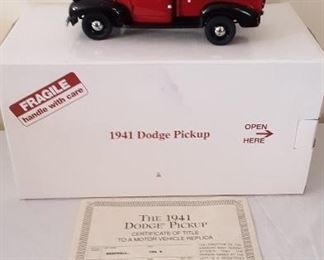 FRAGILE
handle with care
1941 Dodge Pickup
OPEN
HERE
THE 1941
DODGE PICKUP
CERTIFICATE OF TITLE
TO A MOTOR VEHICLE REPLICA